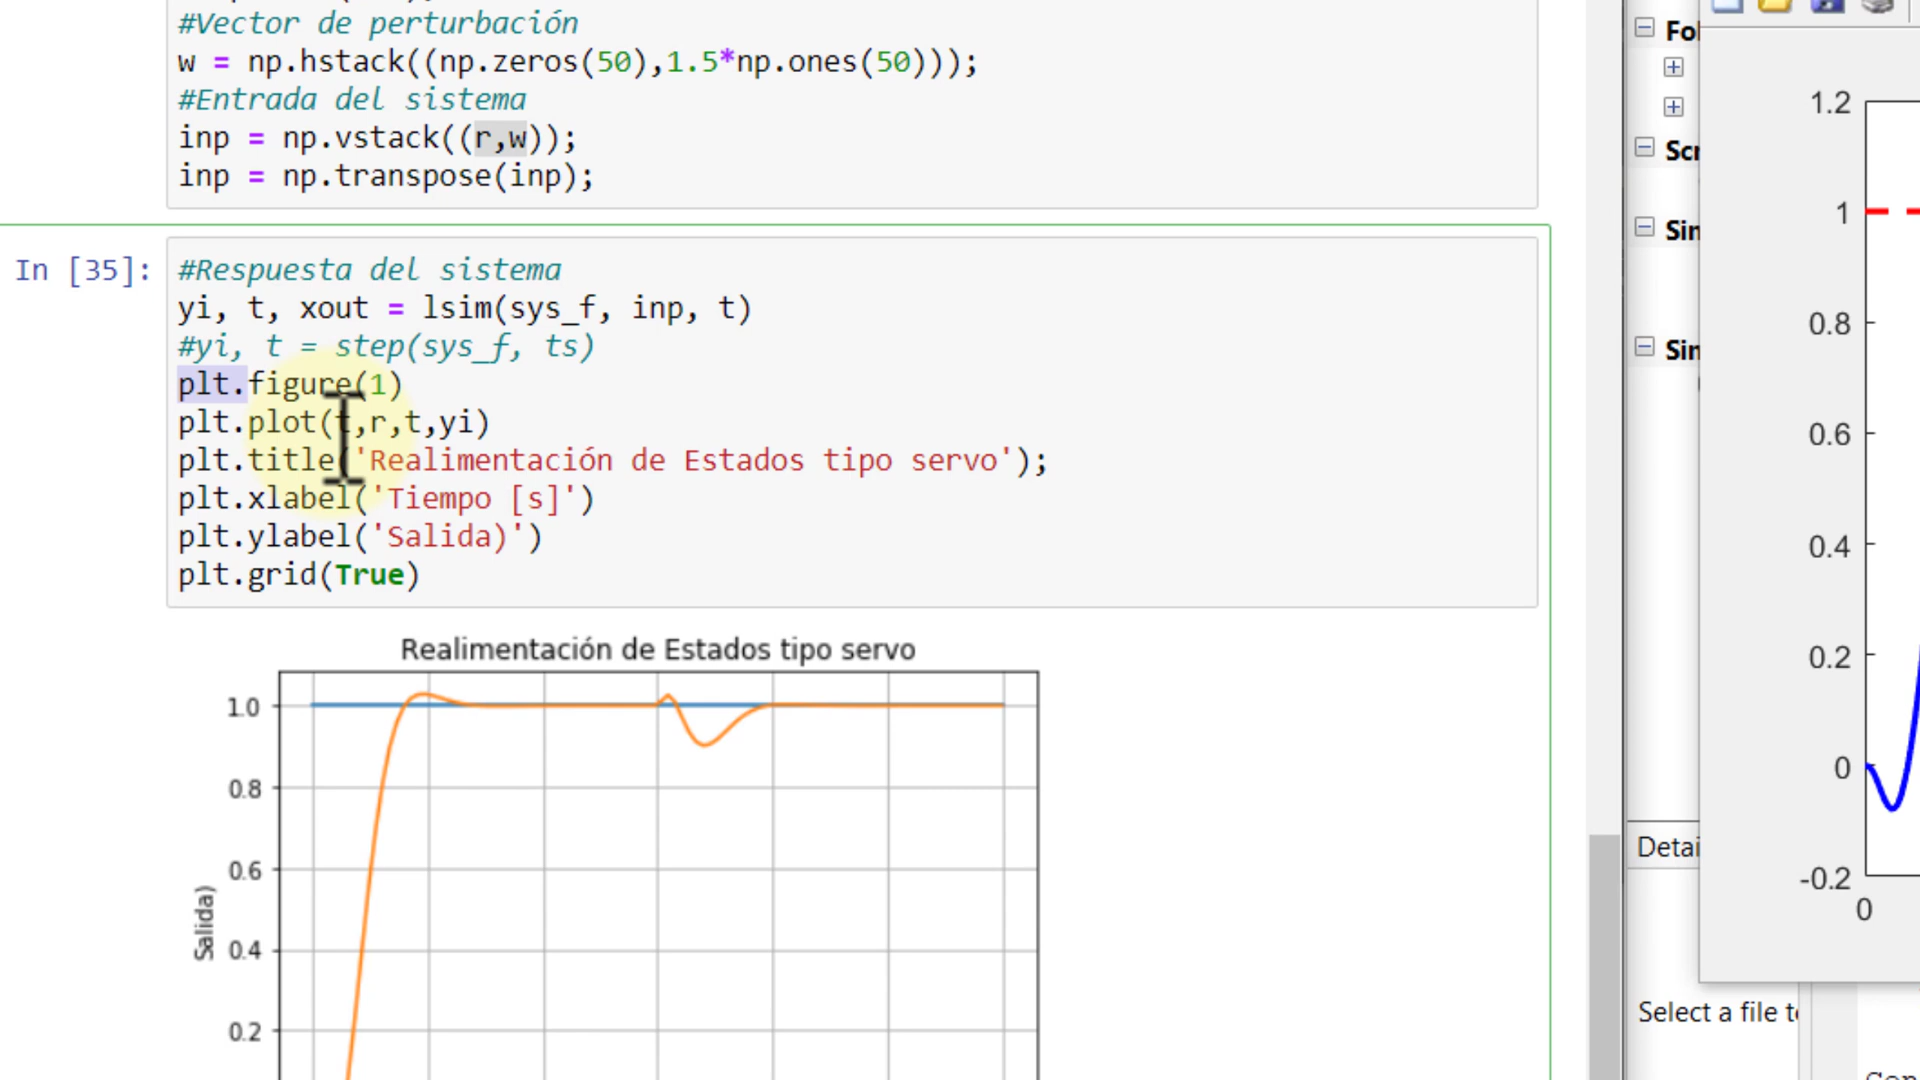 #Vector de perturbación
w = np.hstack((np.zeros(50),1.5*np.ones(50)));
#Entrada del sistema
inp = np.vstack((r,w));
inp = np.transpose(inp);
In [35]:
#Respuesta del sistema
yi, t, xout = lsim(sys_f, inp, t)
#yi, t = step(sys_f, ts)
plt.figure(1)
plt.plot(t,r,t,yi)
plt.title('Realimentación de Estados tipo servo');
plt.xlabel('Tiempo [s]')
plt.ylabel('Salida)')
plt.grid(True)
Realimentación de Estados tipo servo
1.0
0.8
0.6
0.4
0.2
Salida)
Fol
Scr
Sin
Sin
Detai
Select a file t
1.2
1
0.8
0.6
0.4
0.2
0
-0.2
0